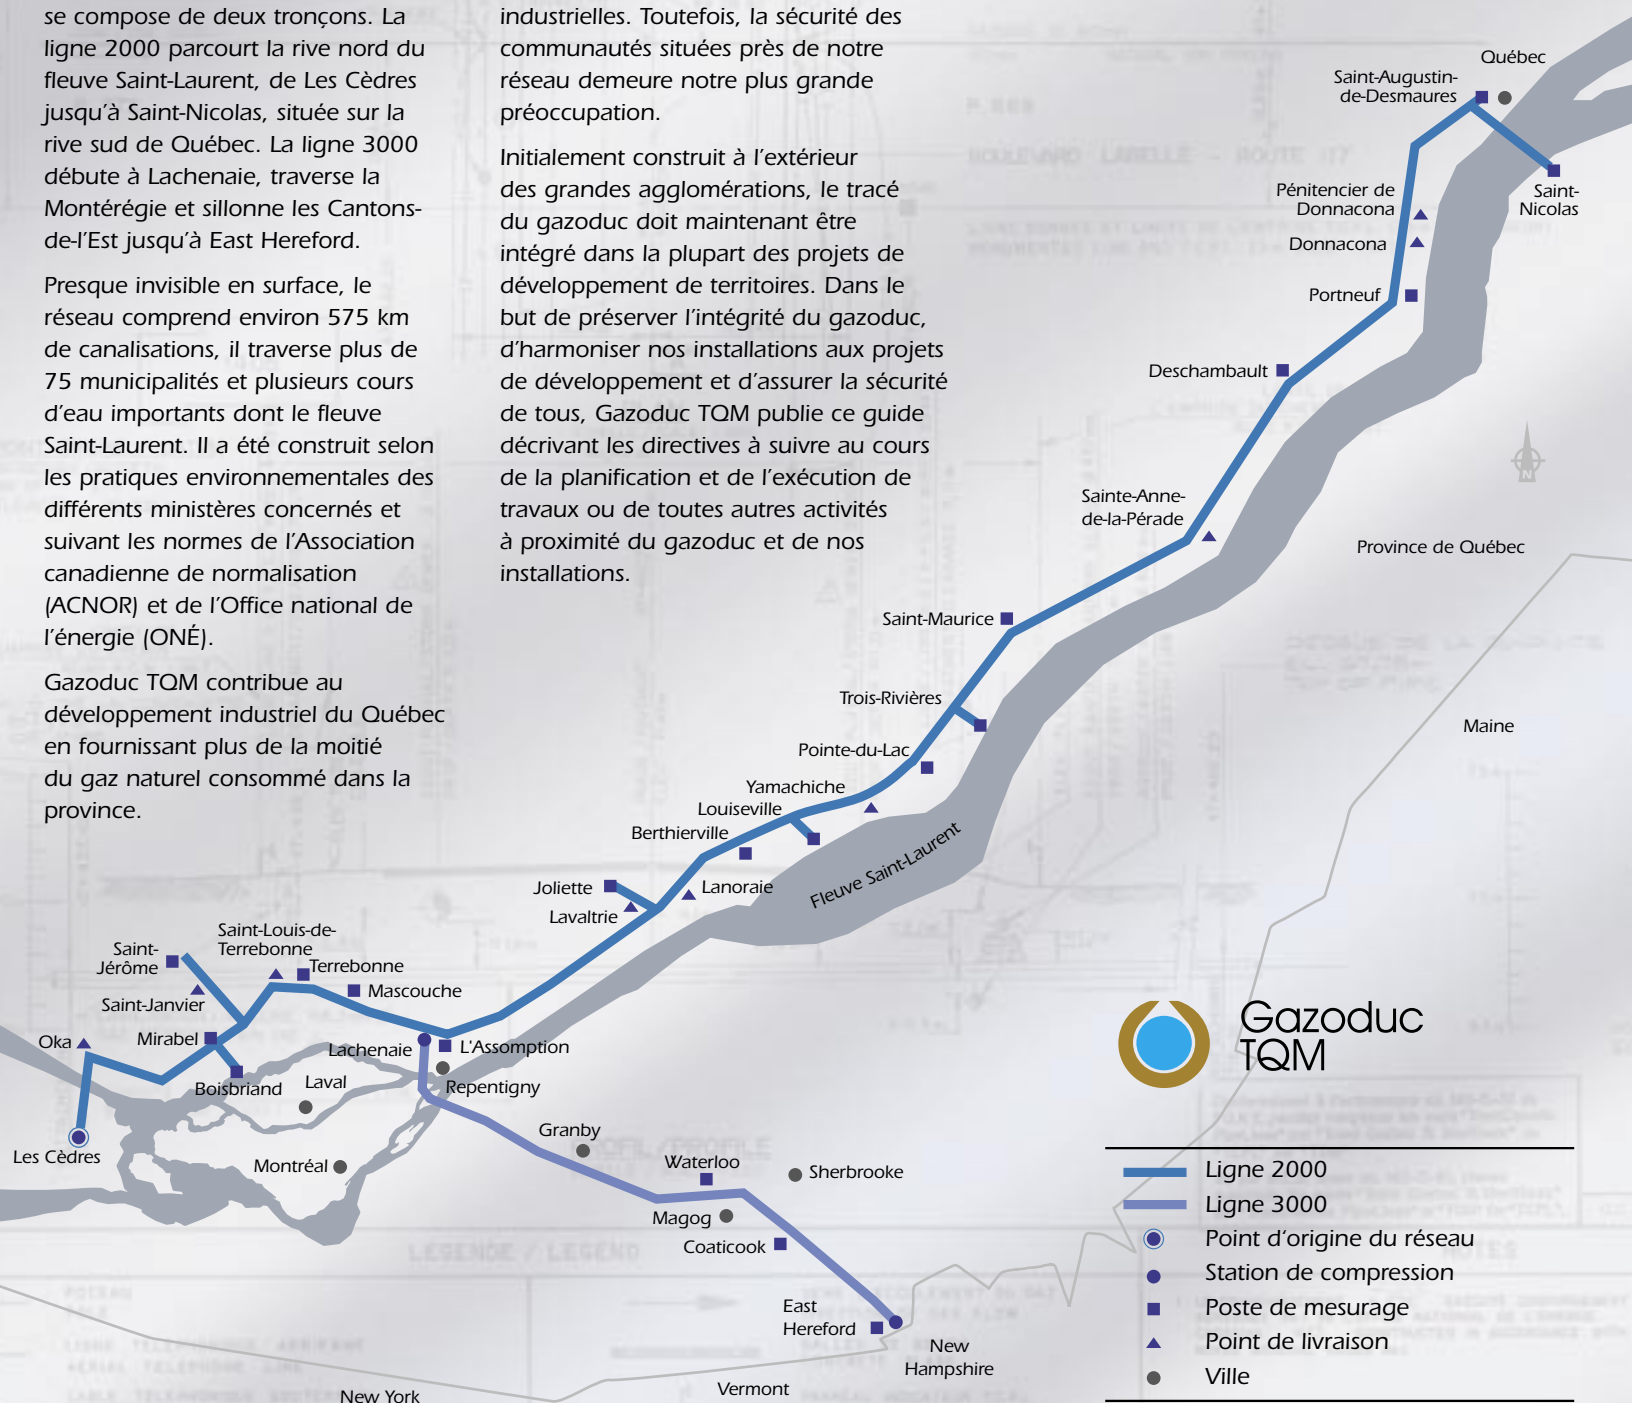 se compose de deux tronçons. La
ligne 2000 parcourt la rive nord du
fleuve Saint-Laurent, de Les Cèdres
jusqu'à Saint-Nicolas, située sur la
rive sud de Québec. La ligne 3000
débute à Lachenaie, traverse la
Montérégie et sillonne les Cantons-
de-l'Est jusqu'à East Hereford.
Presque invisible en surface, le
réseau comprend environ 575 km
de canalisations, il traverse plus de
75 municipalités et plusieurs cours
d'eau importants dont le fleuve
Saint-Laurent. Il a été construit selon
les pratiques environnementales des
différents ministères concernés et
suivant les normes de l'Association
canadienne de normalisation
(ACNOR) et de l'Office national de
l'énergie (ONÉ).
Gazoduc TQM contribue au
développement industriel du Québec
en fournissant plus de la moitié
du gaz naturel consommé dans la
province.
industrielles. Toutefois, la sécurité des
communautés situées près de notre
réseau demeure notre plus grande
préoccupation.
Initialement construit à l'extérieur
des grandes agglomérations, le tracé
du gazoduc doit maintenant être
intégré dans la plupart des projets de
développement de territoires. Dans le
but de préserver l'intégrité du gazoduc,
d'harmoniser nos installations aux projets
de développement et d'assurer la sécurité
de tous, Gazoduc TQM publie ce guide
décrivant les directives à suivre au cours
de la planification et de l'exécution de
travaux ou de toutes autres activités
à proximité du gazoduc et de nos
installations.
Québec
Saint-Augustin-
de-Desmaures
Saint-
Nicolas
Pénitencier de
Donnacona
Donnacona
Portneuf
Deschambault
N
Sainte-Anne-
de-la-Pérade
Province de Québec
Saint-Maurice
Trois-Rivières
Maine
Pointe-du-Lac
Yamachiche
Louiseville
Berthierville
Fleuve Saint-Laurent
Joliette
Lanoraie
Lavaltrie
Saint-Louis-de-
Terrebonne
Saint-
Jérôme
Terrebonne
Saint-Janvier
Mascouche
Oka
Mirabel
Lachenaie
L'Assomption
Boisbriand
Laval
Repentigny
Les Cèdres
Montréal
Granby
Waterloo
Sherbrooke
Magog
Coaticook
East
Hereford
New
Hampshire
Vermont
New York
Gazoduc
TQM
Ligne 2000
Ligne 3000
Point d'origine du réseau
Station de compression
Poste de mesurage
Point de livraison
Ville
BOULEVARD LABELLE - ROUTE 117
PROFIL/PROFILE
LEGENDE / LEGEND
NOTES